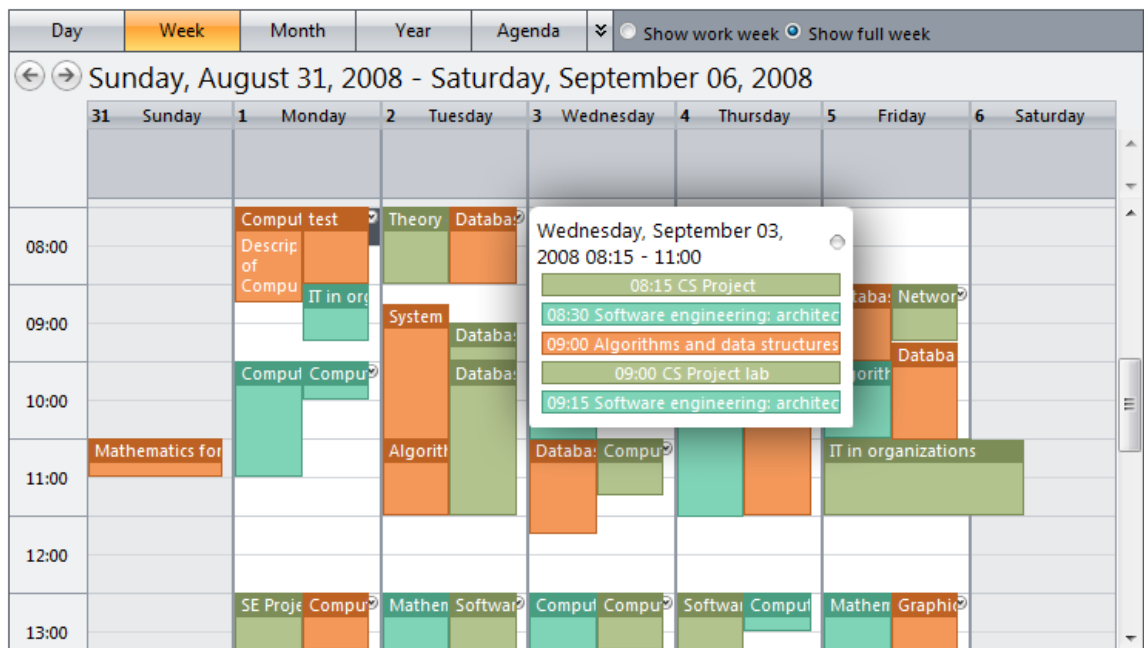 Day Week Month Year Agenda Show work week Show full week
Sunday, August 31, 2008 - Saturday, September 06, 2008
31 Sunday 1 Monday 2 Tuesday 3 Wednesday 4 Thursday 5 Friday 6 Saturday
08:00
09:00
10:00
11:00
12:00
13:00
Mathematics for
Comput test
Descrip
of
Compu
IT in org
Comput Compu
SE Proje Comput
Theory Databa:
System
Databa:
Databa:
Algorith
Mathem Softwar
Wednesday, September 03,
2008 08:15 - 11:00
08:15 CS Project
08:30 Software engineering: architec
09:00 Algorithms and data structures
09:00 CS Project lab
09:15 Software engineering: architec
Databa: Compu
Comput Compu
Softwar Comput
taba: Networ
Databa
gorith
IT in organizations
Mathem Graphic